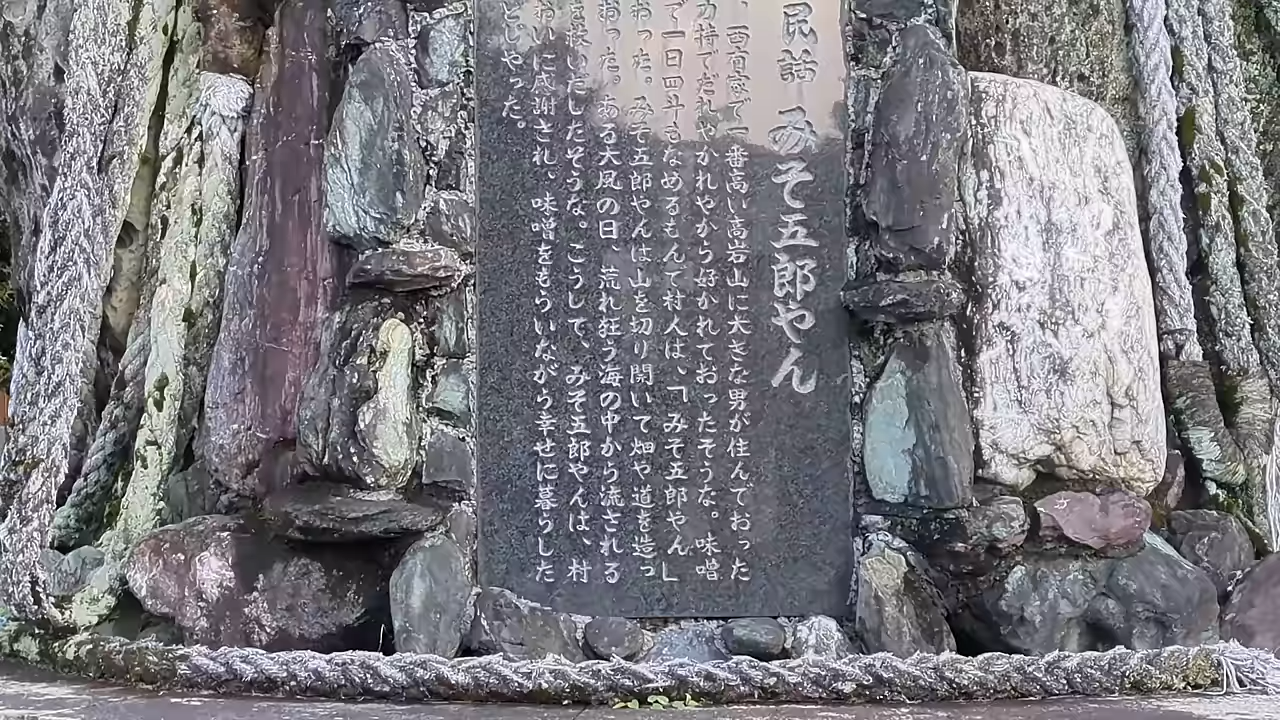 民話 みそ五郎やん
、西有家で一番高い高岩山に大きな男が住んでおった
力持でだれやかれやから好かれておったそうな。味噌
で一日四斗もなめるもんで村人は、「みそ五郎やん」
おった。みそ五郎やんは山を切り開いて畑や道を造っ
おった。ある大風の日、荒れ狂う海の中から流される
を救いだしたそうな。こうして、みそ五郎やんは、村
おいに感謝され、味噌をもらいながら幸せに暮らした
としやった。